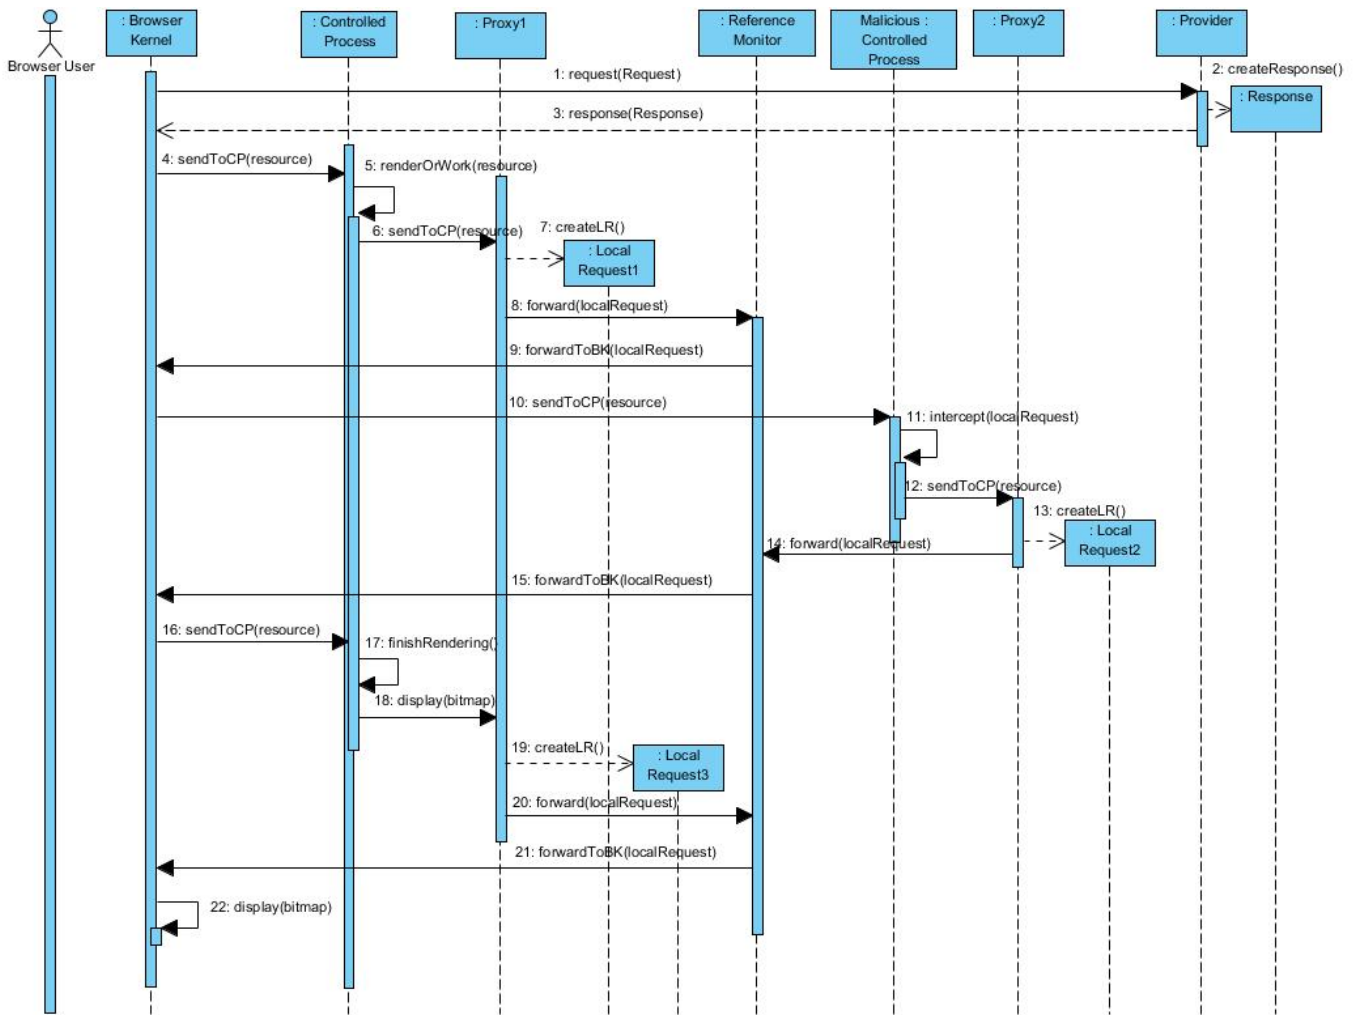 : Browser
Kernel
: Controlled
Process
: Proxy1
: Reference
Monitor
Malicious :
Controlled
Process
: Proxy2
: Provider
Browser User
1: request(Request)
2: createResponse()
: Response
3: response(Response)
4: sendToCP(resource)
5: renderOrWork(resource)
6: sendToCP(resource)
7: createLR()
: Local
Request1
8: forward(localRequest)
9: forwardToBK(localRequest)
10: sendToCP(resource)
11: intercept(localRequest)
12: sendToCP(resource)
13: createLR()
: Local
Request2
14: forward(localRequest)
15: forwardToBK(localRequest)
16: sendToCP(resource)
17: finishRendering()
18: display(bitmap)
19: createLR()
: Local
Request3
20: forward(localRequest)
21: forwardToBK(localRequest)
22: display(bitmap)